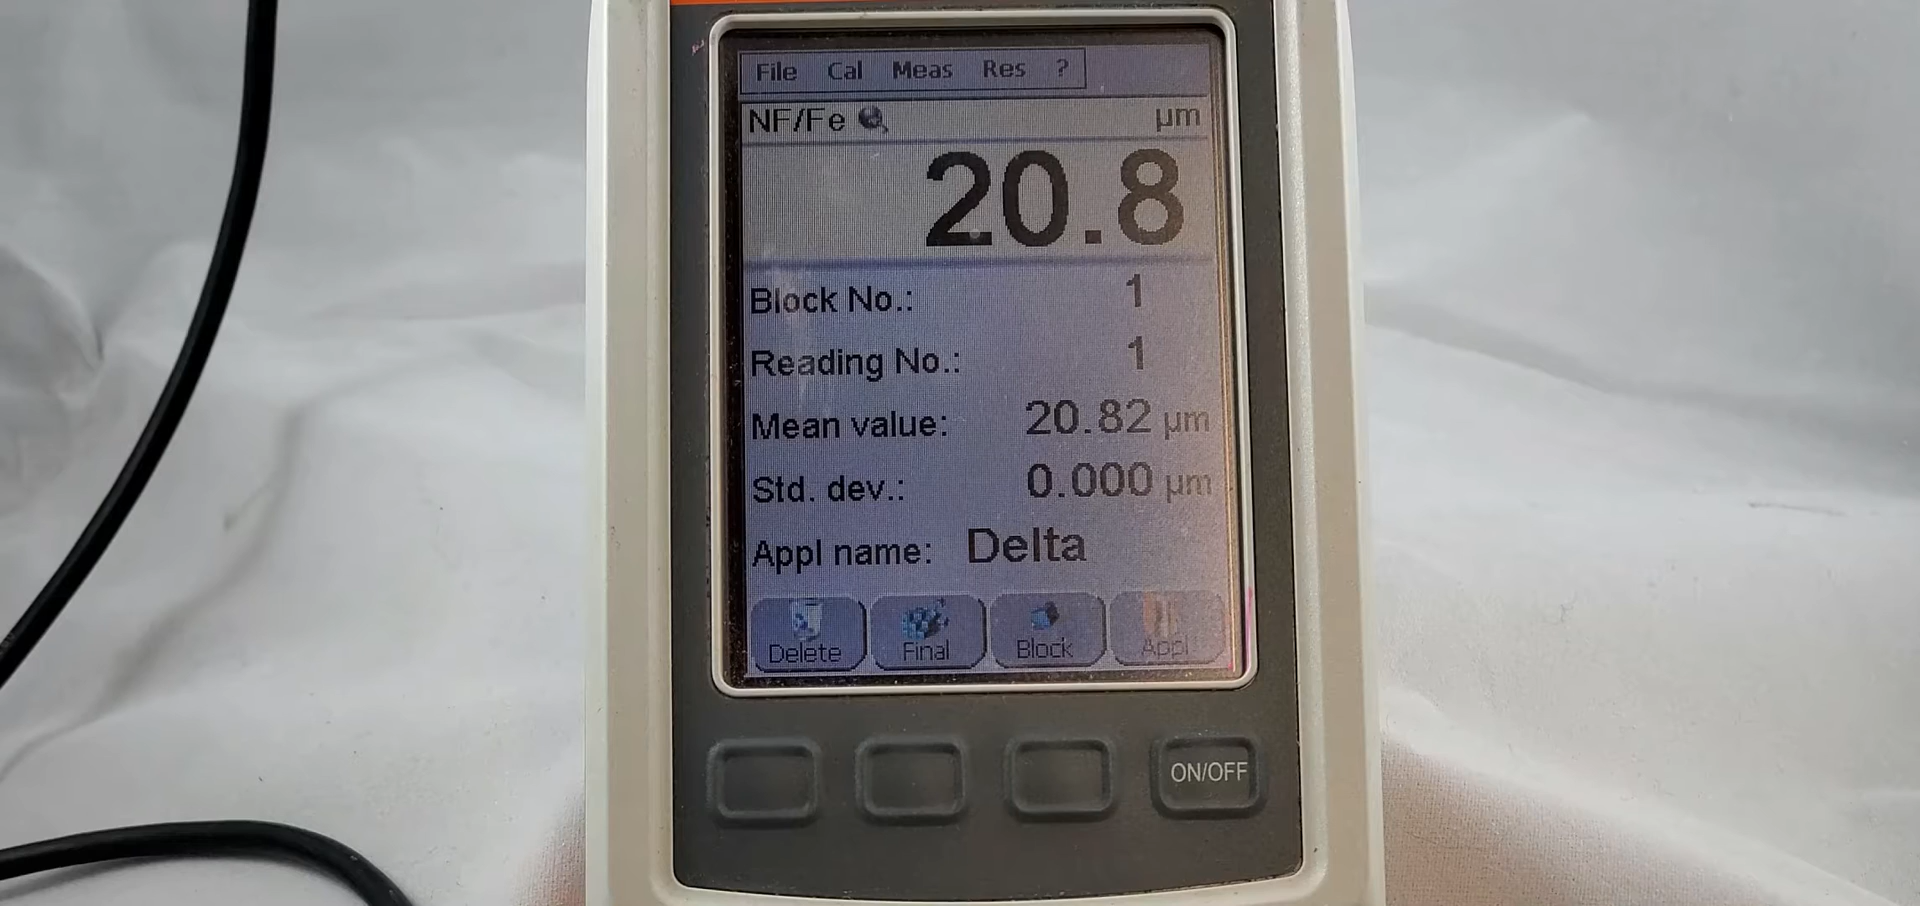 File Cal Meas Res ?
NF/Fe µm
20.8
Block No.: 1
Reading No.: 1
Mean value: 20.82 µm
Std. dev.: 0.000 µm
Appl name: Delta
Delete Final Block Appl
ON/OFF